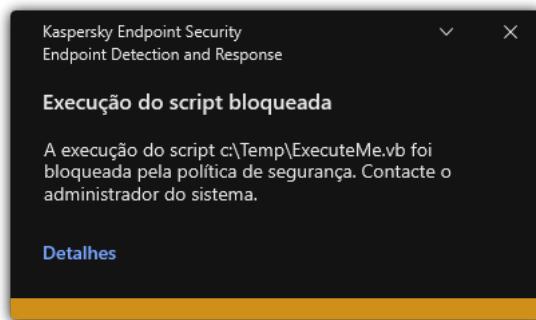 Kaspersky Endpoint Security
Endpoint Detection and Response
Execução do script bloqueada
A execução do script c:\Temp\ExecuteMe.vb foi
bloqueada pela política de segurança. Contacte o
administrador do sistema.
Detalhes